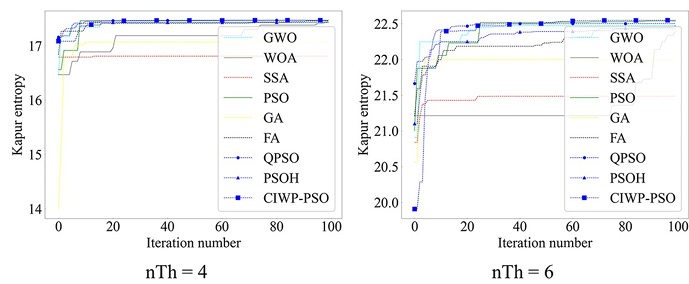 Kapur entropy
17
16
15
14
GWO
WOA
SSA
PSO
GA
FA
QPSO
PSOH
CIWP-PSO
0 20 40 60 80 100
Iteration number
nTh = 4
Kapur entropy
22.5
22.0
21.5
21.0
20.5
20.0
GWO
WOA
SSA
PSO
GA
FA
QPSO
PSOH
CIWP-PSO
0 20 40 60 80 100
Iteration number
nTh = 6